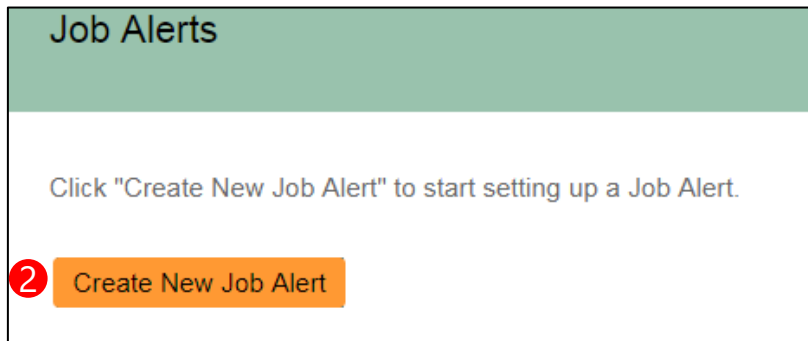 Job Alerts
Click "Create New Job Alert" to start setting up a Job Alert.
2 Create New Job Alert